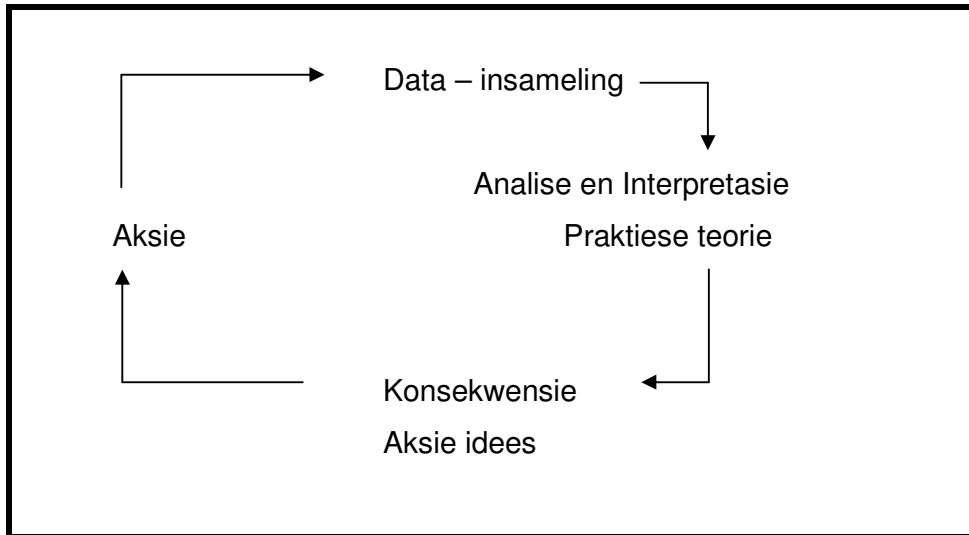 Data – insameling
Analise en Interpretasie
Aksie
Praktiese teorie
Konsekwensie
Aksie idees